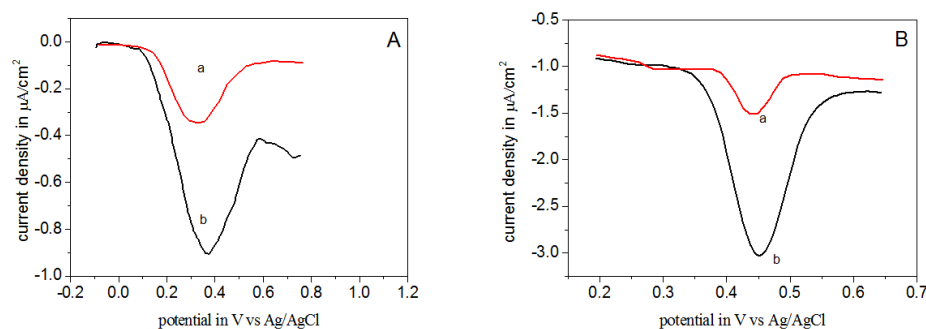 A
0.0
-0.2
-0.4
-0.6
-0.8
-1.0
current density in μA/cm²
a
b
-0.2 0.0 0.2 0.4 0.6 0.8 1.0 1.2
potential in V vs Ag/AgCl
B
-0.5
-1.0
-1.5
-2.0
-2.5
-3.0
current density in μA/cm²
a
b
0.2 0.3 0.4 0.5 0.6 0.7
potential in V vs Ag/AgCl